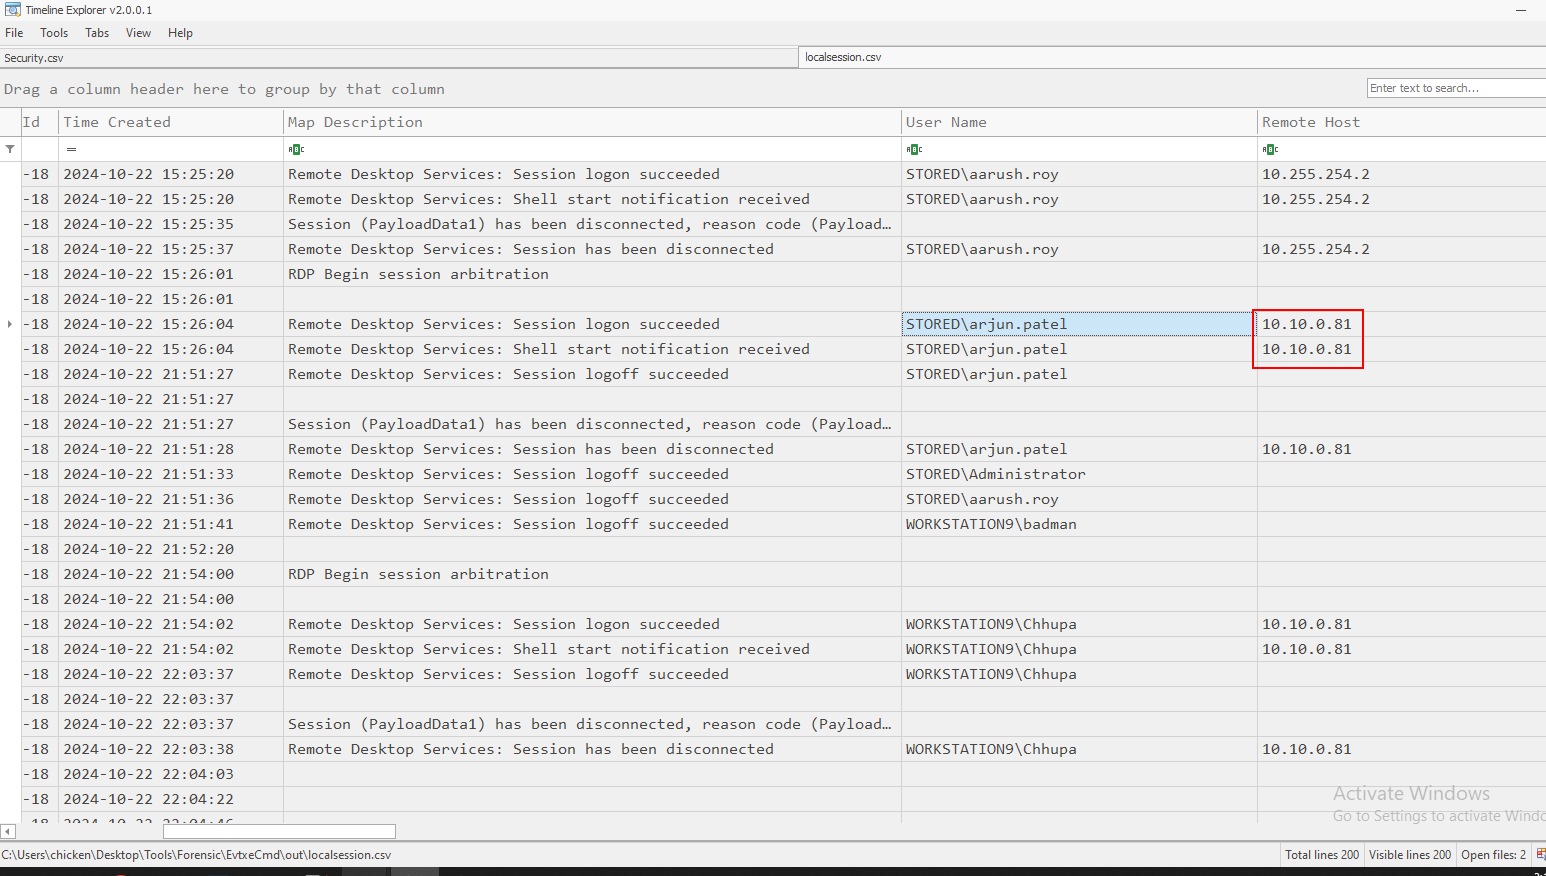 Timeline Explorer v2.0.0.1
File Tools Tabs View Help
Security.csv localsession.csv
Drag a column header here to group by that column
Enter text to search...
Id Time Created Map Description User Name Remote Host
= ABC ABC ABC
-18 2024-10-22 15:25:20 Remote Desktop Services: Session logon succeeded STORED\aarush.roy 10.255.254.2
-18 2024-10-22 15:25:20 Remote Desktop Services: Shell start notification received STORED\aarush.roy 10.255.254.2
-18 2024-10-22 15:25:35 Session (PayloadData1) has been disconnected, reason code (Payload…
-18 2024-10-22 15:25:37 Remote Desktop Services: Session has been disconnected STORED\aarush.roy 10.255.254.2
-18 2024-10-22 15:26:01 RDP Begin session arbitration
-18 2024-10-22 15:26:01
-18 2024-10-22 15:26:04 Remote Desktop Services: Session logon succeeded STORED\arjun.patel 10.10.0.81
-18 2024-10-22 15:26:04 Remote Desktop Services: Shell start notification received STORED\arjun.patel 10.10.0.81
-18 2024-10-22 21:51:27 Remote Desktop Services: Session logoff succeeded STORED\arjun.patel
-18 2024-10-22 21:51:27
-18 2024-10-22 21:51:27 Session (PayloadData1) has been disconnected, reason code (Payload…
-18 2024-10-22 21:51:28 Remote Desktop Services: Session has been disconnected STORED\arjun.patel 10.10.0.81
-18 2024-10-22 21:51:33 Remote Desktop Services: Session logoff succeeded STORED\Administrator
-18 2024-10-22 21:51:36 Remote Desktop Services: Session logoff succeeded STORED\aarush.roy
-18 2024-10-22 21:51:41 Remote Desktop Services: Session logoff succeeded WORKSTATION9\badman
-18 2024-10-22 21:52:20
-18 2024-10-22 21:54:00 RDP Begin session arbitration
-18 2024-10-22 21:54:00
-18 2024-10-22 21:54:02 Remote Desktop Services: Session logon succeeded WORKSTATION9\Chhupa 10.10.0.81
-18 2024-10-22 21:54:02 Remote Desktop Services: Shell start notification received WORKSTATION9\Chhupa 10.10.0.81
-18 2024-10-22 22:03:37 Remote Desktop Services: Session logoff succeeded WORKSTATION9\Chhupa
-18 2024-10-22 22:03:37
-18 2024-10-22 22:03:37 Session (PayloadData1) has been disconnected, reason code (Payload…
-18 2024-10-22 22:03:38 Remote Desktop Services: Session has been disconnected WORKSTATION9\Chhupa 10.10.0.81
-18 2024-10-22 22:04:03
-18 2024-10-22 22:04:22
Activate Windows
Go to Settings to activate Windo
C:\Users\chicken\Desktop\Tools\Forensic\EvtxeCmd\out\localsession.csv Total lines 200 Visible lines 200 Open files: 2